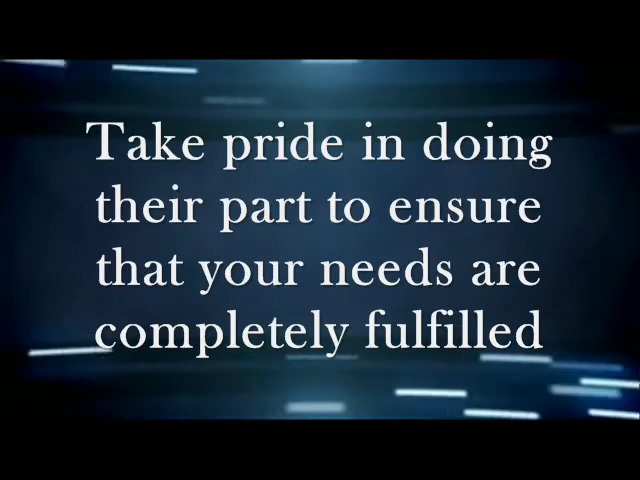 Take pride in doing
their part to ensure
that your needs are
completely fulfilled